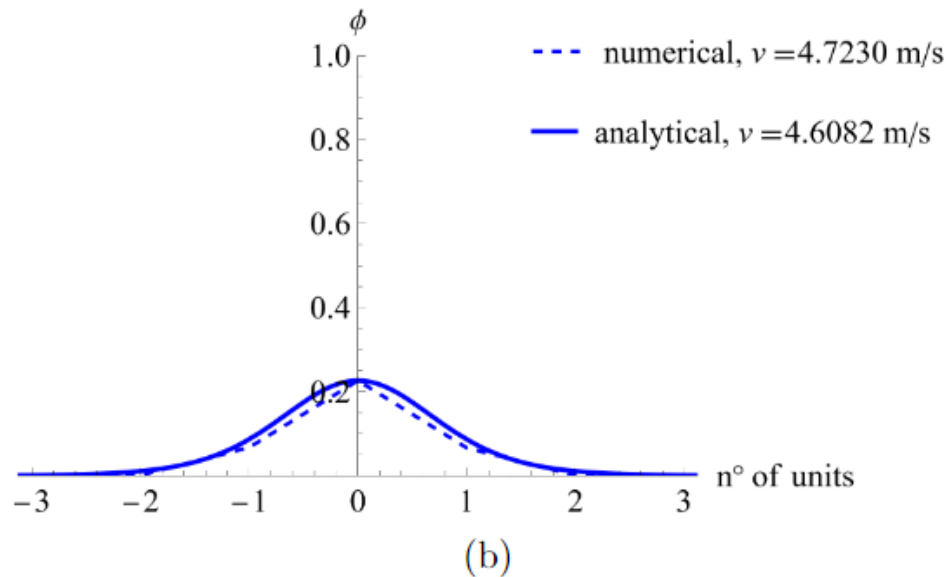 ϕ
1.0
numerical, v=4.7230 m/s
0.8
analytical, v=4.6082 m/s
0.6
0.4
0.2
n° of units
−3 −2 −1 0 1 2 3
(b)